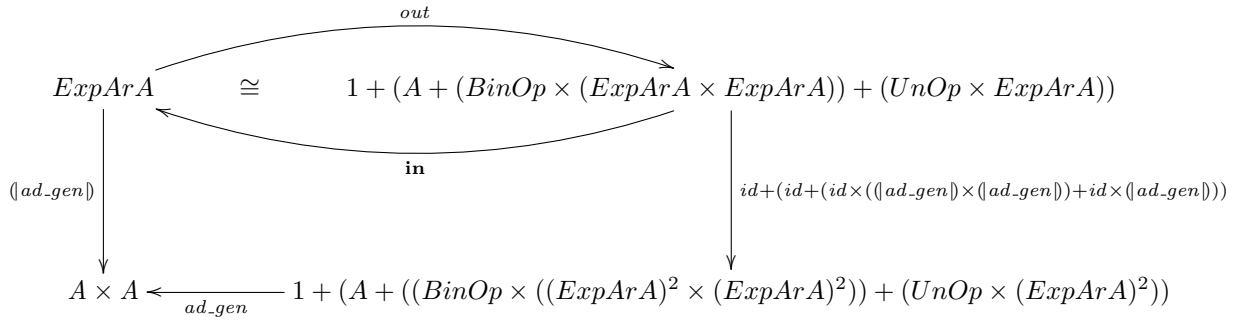 out
ExpArA ≅ 1 + (A + (BinOp × (ExpArA × ExpArA)) + (UnOp × ExpArA))
in
⦇ad_gen⦈ id+(id+(id×(⦇ad_gen⦈×⦇ad_gen⦈)+id×⦇ad_gen⦈)))
A × A 1 + (A + ((BinOp × ((ExpArA)² × (ExpArA)²)) + (UnOp × (ExpArA)²))
ad_gen